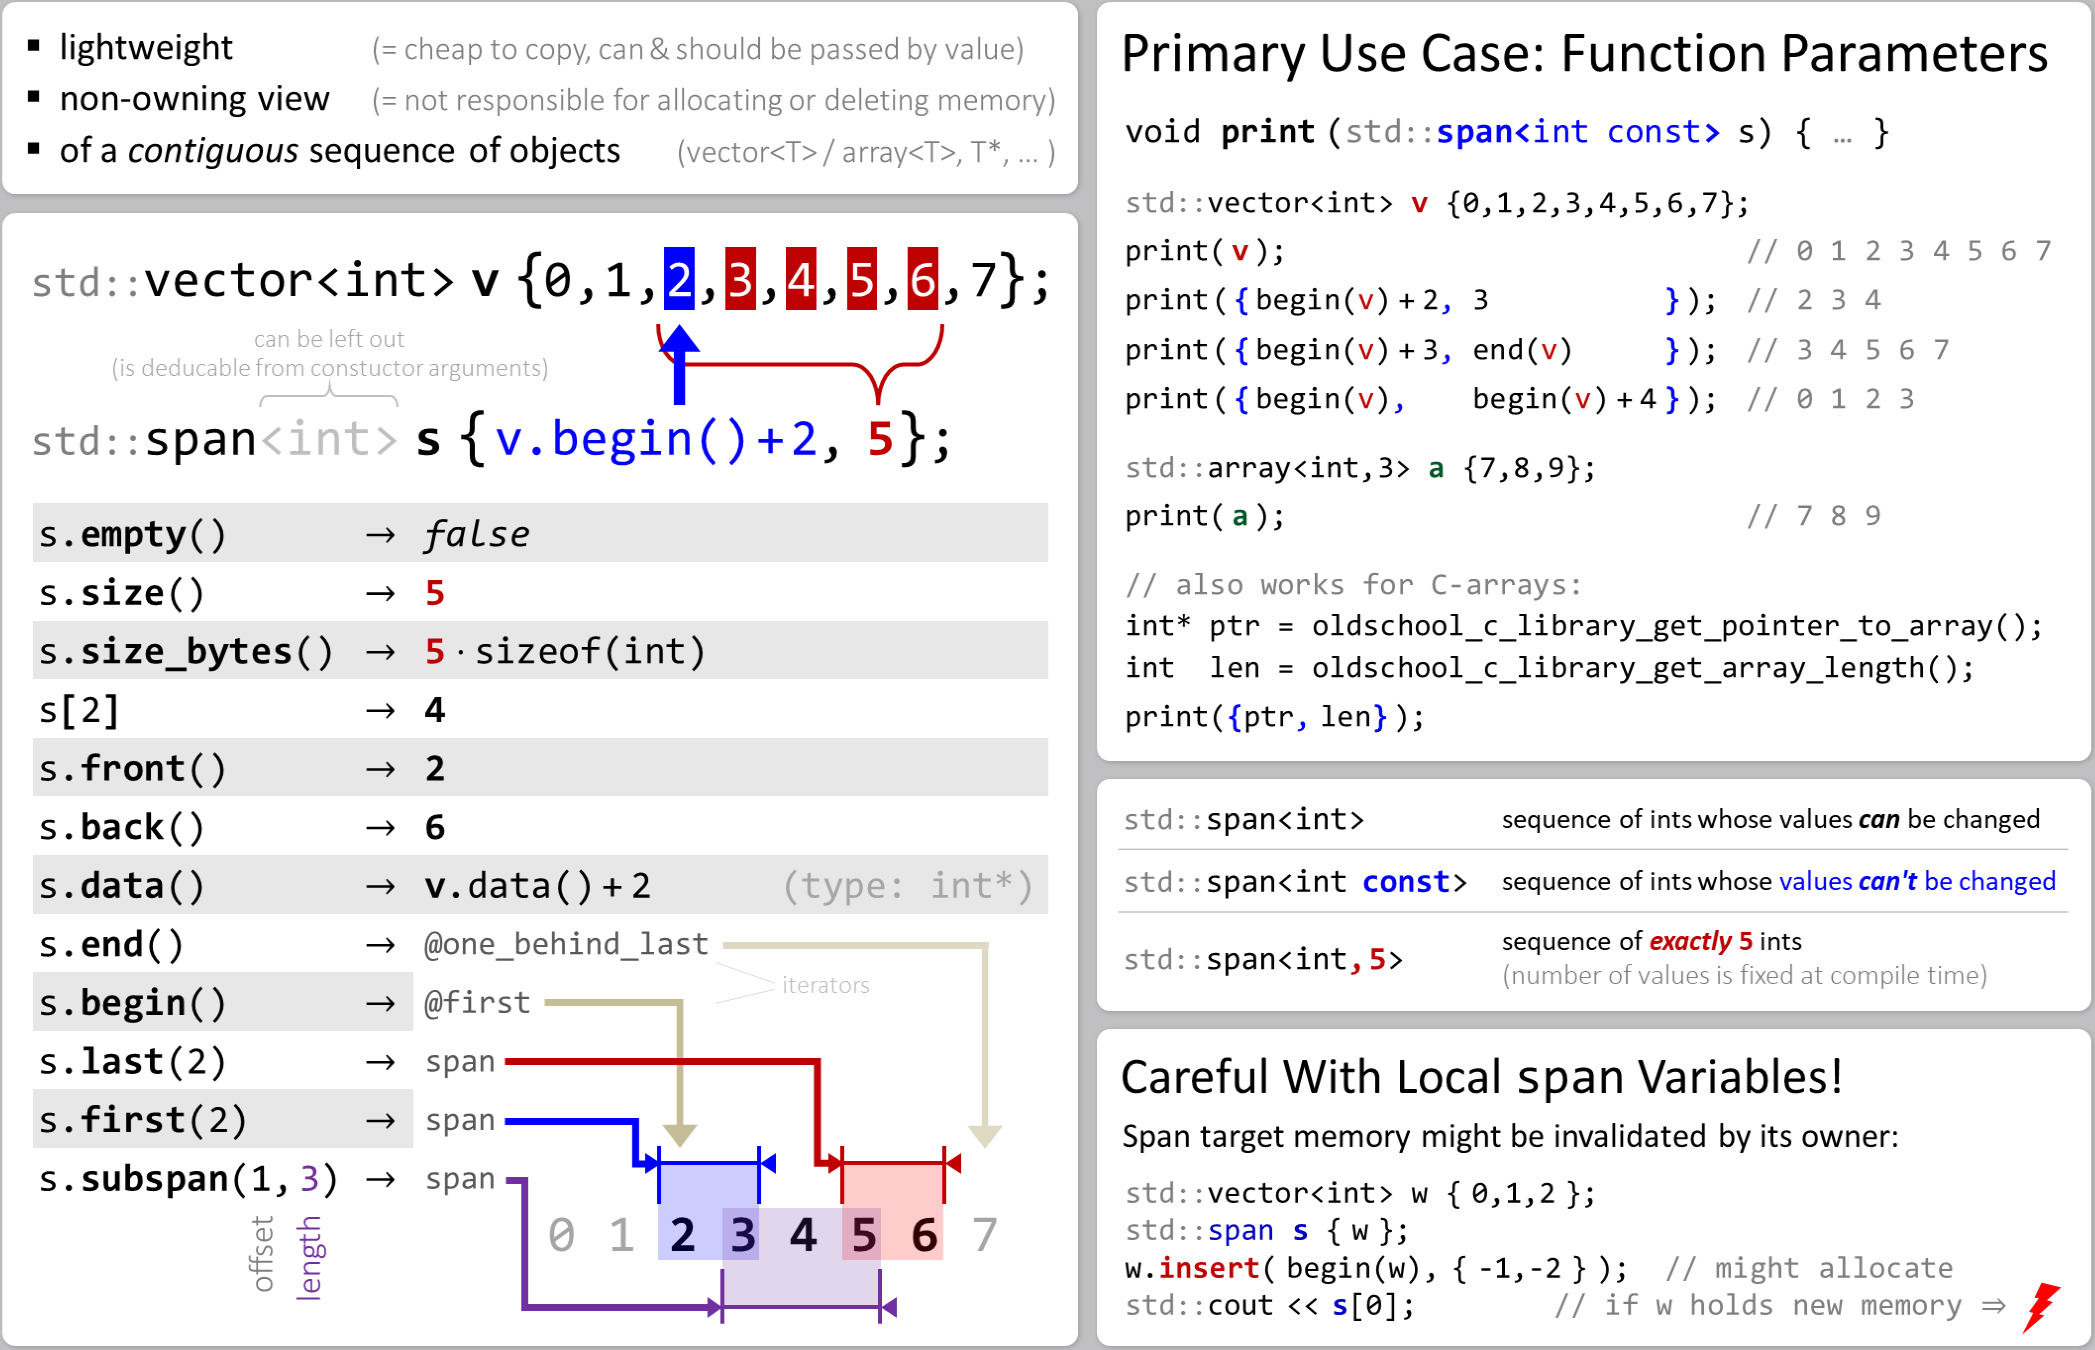 ▪ lightweight (= cheap to copy, can & should be passed by value)
▪ non-owning view (= not responsible for allocating or deleting memory)
▪ of a contiguous sequence of objects (vector<T> / array<T>, T*, ... )
std::vector<int> v {0,1,2,3,4,5,6,7};
can be left out
(is deducable from constuctor arguments)
std::span<int> s {v.begin()+2, 5};
s.empty() → false
s.size() → 5
s.size_bytes() → 5 · sizeof(int)
s[2] → 4
s.front() → 2
s.back() → 6
s.data() → v.data()+2 (type: int*)
s.end() → @one_behind_last
iterators
s.begin() → @first
s.last(2) → span
s.first(2) → span
s.subspan(1,3) → span
offset
length
0 1 2 3 4 5 6 7
Primary Use Case: Function Parameters
void print (std::span<int const> s) { … }
std::vector<int> v {0,1,2,3,4,5,6,7};
print( v ); // 0 1 2 3 4 5 6 7
print( { begin(v) + 2, 3 } ); // 2 3 4
print( { begin(v) + 3, end(v) } ); // 3 4 5 6 7
print( { begin(v), begin(v) + 4 } ); // 0 1 2 3
std::array<int,3> a {7,8,9};
print( a ); // 7 8 9
// also works for C-arrays:
int* ptr = oldschool_c_library_get_pointer_to_array();
int len = oldschool_c_library_get_array_length();
print({ptr, len});
std::span<int> sequence of ints whose values can be changed
std::span<int const> sequence of ints whose values can't be changed
std::span<int,5> sequence of exactly 5 ints
(number of values is fixed at compile time)
Careful With Local span Variables!
Span target memory might be invalidated by its owner:
std::vector<int> w { 0,1,2 };
std::span s { w };
w.insert( begin(w), { -1,-2 } ); // might allocate
std::cout << s[0]; // if w holds new memory ⇒